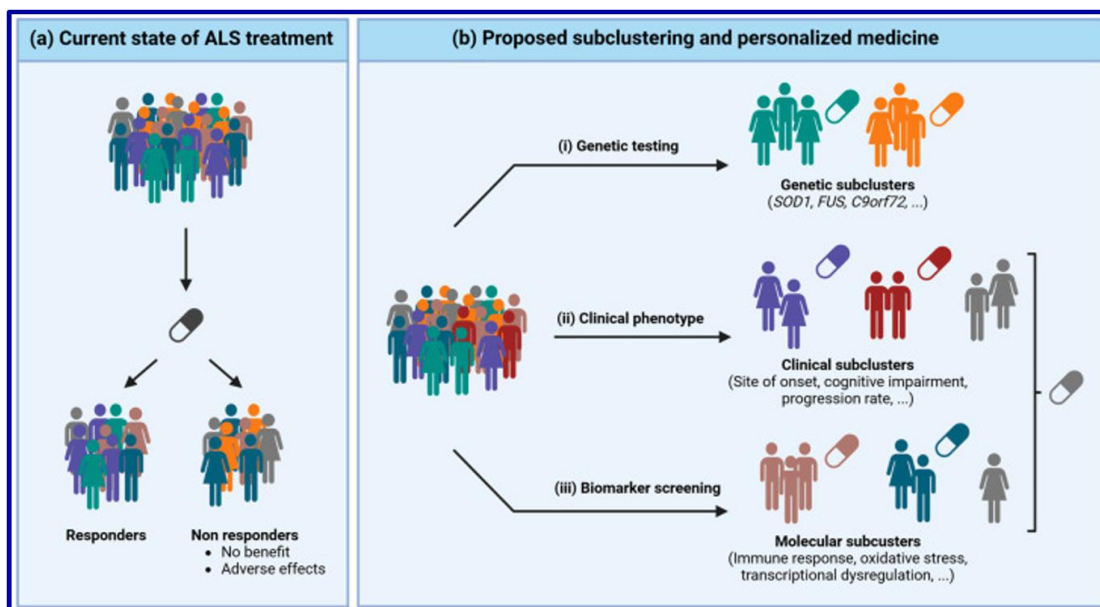 (a) Current state of ALS treatment
Responders
Non responders
• No benefit
• Adverse effects
(b) Proposed subclustering and personalized medicine
(i) Genetic testing
Genetic subclusters
(SOD1, FUS, C9orf72, ...)
(ii) Clinical phenotype
Clinical subclusters
(Site of onset, cognitive impairment,
progression rate, ...)
(iii) Biomarker screening
Molecular subcusters
(Immune response, oxidative stress,
transcriptional dysregulation, ...)